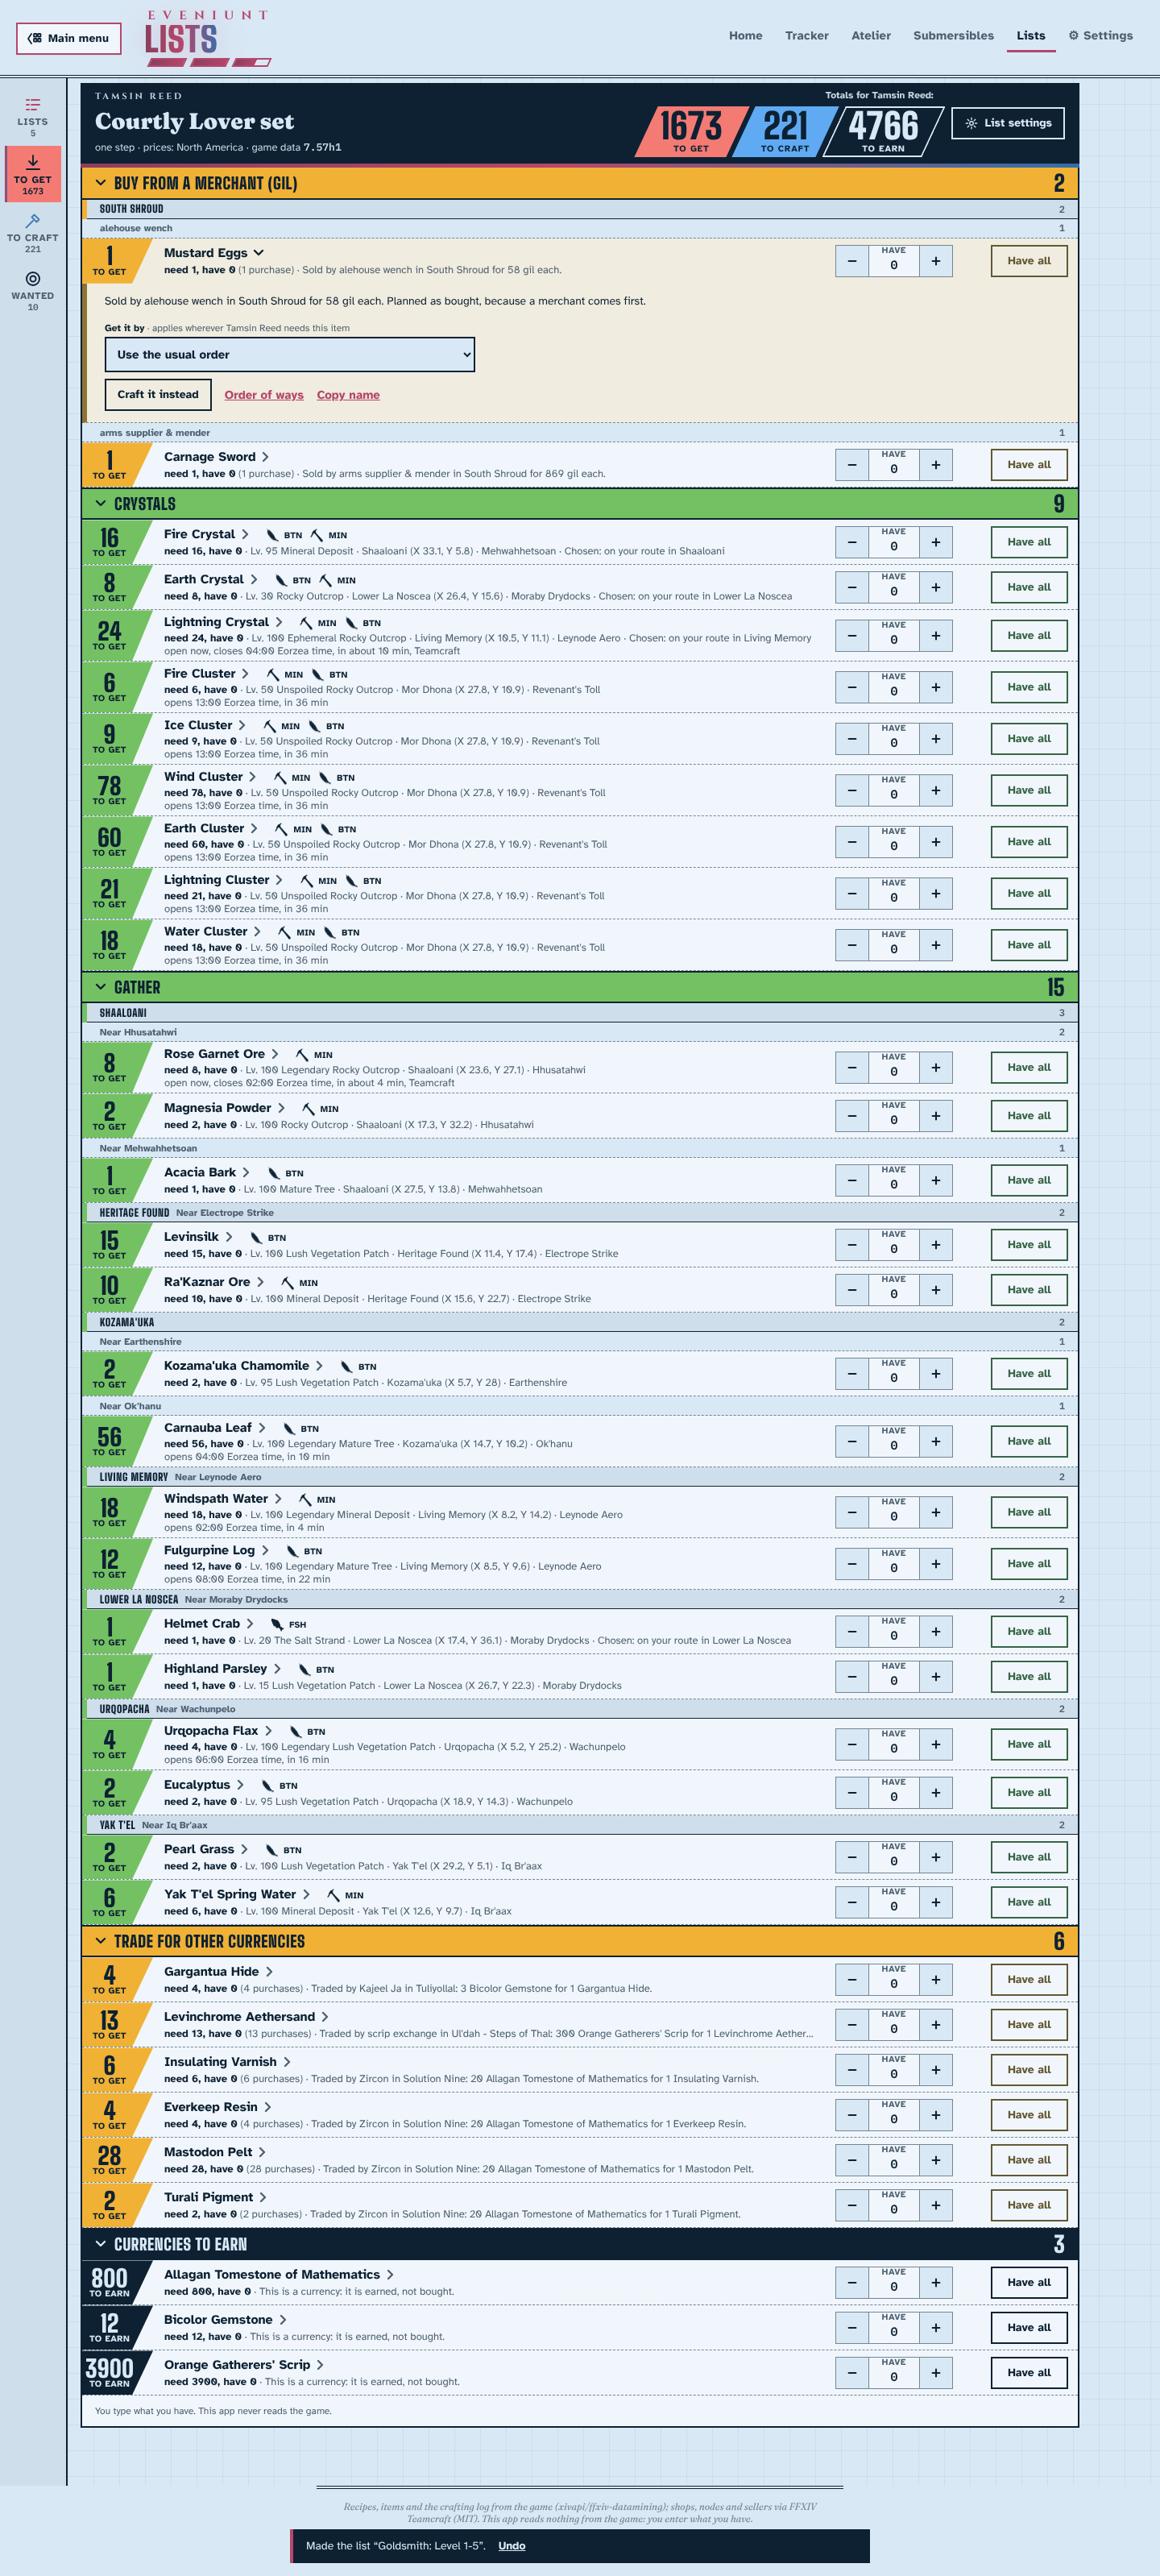 Main menu
EVENIUNT
LISTS
Home Tracker Atelier Submersibles Lists Settings
LISTS
5
TO GET
1673
TO CRAFT
221
WANTED
10
TAMSIN REED
Courtly Lover set
one step · prices: North America · game data 7.57h1
Totals for Tamsin Reed:
1673
TO GET
221
TO CRAFT
4766
TO EARN
List settings
BUY FROM A MERCHANT (GIL) 2
SOUTH SHROUD 2
alehouse wench 1
1 TO GET
Mustard Eggs
need 1, have 0 (1 purchase) · Sold by alehouse wench in South Shroud for 58 gil each.
− HAVE 0 + Have all
Sold by alehouse wench in South Shroud for 58 gil each. Planned as bought, because a merchant comes first.
Get it by · applies wherever Tamsin Reed needs this item
Use the usual order
Craft it instead Order of ways Copy name
arms supplier & mender 1
1 TO GET
Carnage Sword
need 1, have 0 (1 purchase) · Sold by arms supplier & mender in South Shroud for 869 gil each.
− HAVE 0 + Have all
CRYSTALS 9
16 TO GET
Fire Crystal BTN MIN
need 16, have 0 · Lv. 95 Mineral Deposit · Shaaloani (X 33.1, Y 5.8) · Mehwahhetsoan · Chosen: on your route in Shaaloani
− HAVE 0 + Have all
8 TO GET
Earth Crystal BTN MIN
need 8, have 0 · Lv. 30 Rocky Outcrop · Lower La Noscea (X 26.4, Y 15.6) · Moraby Drydocks · Chosen: on your route in Lower La Noscea
− HAVE 0 + Have all
24 TO GET
Lightning Crystal MIN BTN
need 24, have 0 · Lv. 100 Ephemeral Rocky Outcrop · Living Memory (X 10.5, Y 11.1) · Leynode Aero · Chosen: on your route in Living Memory
open now, closes 04:00 Eorzea time, in about 10 min, Teamcraft
− HAVE 0 + Have all
6 TO GET
Fire Cluster MIN BTN
need 6, have 0 · Lv. 50 Unspoiled Rocky Outcrop · Mor Dhona (X 27.8, Y 10.9) · Revenant's Toll
opens 13:00 Eorzea time, in 36 min
− HAVE 0 + Have all
9 TO GET
Ice Cluster MIN BTN
need 9, have 0 · Lv. 50 Unspoiled Rocky Outcrop · Mor Dhona (X 27.8, Y 10.9) · Revenant's Toll
opens 13:00 Eorzea time, in 36 min
− HAVE 0 + Have all
78 TO GET
Wind Cluster MIN BTN
need 78, have 0 · Lv. 50 Unspoiled Rocky Outcrop · Mor Dhona (X 27.8, Y 10.9) · Revenant's Toll
opens 13:00 Eorzea time, in 36 min
− HAVE 0 + Have all
60 TO GET
Earth Cluster MIN BTN
need 60, have 0 · Lv. 50 Unspoiled Rocky Outcrop · Mor Dhona (X 27.8, Y 10.9) · Revenant's Toll
opens 13:00 Eorzea time, in 36 min
− HAVE 0 + Have all
21 TO GET
Lightning Cluster MIN BTN
need 21, have 0 · Lv. 50 Unspoiled Rocky Outcrop · Mor Dhona (X 27.8, Y 10.9) · Revenant's Toll
opens 13:00 Eorzea time, in 36 min
− HAVE 0 + Have all
18 TO GET
Water Cluster MIN BTN
need 18, have 0 · Lv. 50 Unspoiled Rocky Outcrop · Mor Dhona (X 27.8, Y 10.9) · Revenant's Toll
opens 13:00 Eorzea time, in 36 min
− HAVE 0 + Have all
GATHER 15
SHAALOANI 3
Near Hhusatahwi 2
8 TO GET
Rose Garnet Ore MIN
need 8, have 0 · Lv. 100 Legendary Rocky Outcrop · Shaaloani (X 23.6, Y 27.1) · Hhusatahwi
open now, closes 02:00 Eorzea time, in about 4 min, Teamcraft
− HAVE 0 + Have all
2 TO GET
Magnesia Powder MIN
need 2, have 0 · Lv. 100 Rocky Outcrop · Shaaloani (X 17.3, Y 32.2) · Hhusatahwi
− HAVE 0 + Have all
Near Mehwahhetsoan 1
1 TO GET
Acacia Bark BTN
need 1, have 0 · Lv. 100 Mature Tree · Shaaloani (X 27.5, Y 13.8) · Mehwahhetsoan
− HAVE 0 + Have all
HERITAGE FOUND Near Electrope Strike 2
15 TO GET
Levinsilk BTN
need 15, have 0 · Lv. 100 Lush Vegetation Patch · Heritage Found (X 11.4, Y 17.4) · Electrope Strike
− HAVE 0 + Have all
10 TO GET
Ra'Kaznar Ore MIN
need 10, have 0 · Lv. 100 Mineral Deposit · Heritage Found (X 15.6, Y 22.7) · Electrope Strike
− HAVE 0 + Have all
KOZAMA'UKA 2
Near Earthenshire 1
2 TO GET
Kozama'uka Chamomile BTN
need 2, have 0 · Lv. 95 Lush Vegetation Patch · Kozama'uka (X 5.7, Y 28) · Earthenshire
− HAVE 0 + Have all
Near Ok'hanu 1
56 TO GET
Carnauba Leaf BTN
need 56, have 0 · Lv. 100 Legendary Mature Tree · Kozama'uka (X 14.7, Y 10.2) · Ok'hanu
opens 04:00 Eorzea time, in 10 min
− HAVE 0 + Have all
LIVING MEMORY Near Leynode Aero 2
18 TO GET
Windspath Water MIN
need 18, have 0 · Lv. 100 Legendary Mineral Deposit · Living Memory (X 8.2, Y 14.2) · Leynode Aero
opens 02:00 Eorzea time, in 4 min
− HAVE 0 + Have all
12 TO GET
Fulgurpine Log BTN
need 12, have 0 · Lv. 100 Legendary Mature Tree · Living Memory (X 8.5, Y 9.6) · Leynode Aero
opens 08:00 Eorzea time, in 22 min
− HAVE 0 + Have all
LOWER LA NOSCEA Near Moraby Drydocks 2
1 TO GET
Helmet Crab FSH
need 1, have 0 · Lv. 20 The Salt Strand · Lower La Noscea (X 17.4, Y 36.1) · Moraby Drydocks · Chosen: on your route in Lower La Noscea
− HAVE 0 + Have all
1 TO GET
Highland Parsley BTN
need 1, have 0 · Lv. 15 Lush Vegetation Patch · Lower La Noscea (X 26.7, Y 22.3) · Moraby Drydocks
− HAVE 0 + Have all
URQOPACHA Near Wachunpelo 2
4 TO GET
Urqopacha Flax BTN
need 4, have 0 · Lv. 100 Legendary Lush Vegetation Patch · Urqopacha (X 5.2, Y 25.2) · Wachunpelo
opens 06:00 Eorzea time, in 16 min
− HAVE 0 + Have all
2 TO GET
Eucalyptus BTN
need 2, have 0 · Lv. 95 Lush Vegetation Patch · Urqopacha (X 18.9, Y 14.3) · Wachunpelo
− HAVE 0 + Have all
YAK T'EL Near Iq Br'aax 2
2 TO GET
Pearl Grass BTN
need 2, have 0 · Lv. 100 Lush Vegetation Patch · Yak T'el (X 29.2, Y 5.1) · Iq Br'aax
− HAVE 0 + Have all
6 TO GET
Yak T'el Spring Water MIN
need 6, have 0 · Lv. 100 Mineral Deposit · Yak T'el (X 12.6, Y 9.7) · Iq Br'aax
− HAVE 0 + Have all
TRADE FOR OTHER CURRENCIES 6
4 TO GET
Gargantua Hide
need 4, have 0 (4 purchases) · Traded by Kajeel Ja in Tuliyollal: 3 Bicolor Gemstone for 1 Gargantua Hide.
− HAVE 0 + Have all
13 TO GET
Levinchrome Aethersand
need 13, have 0 (13 purchases) · Traded by scrip exchange in Ul'dah - Steps of Thal: 300 Orange Gatherers' Scrip for 1 Levinchrome Aether...
− HAVE 0 + Have all
6 TO GET
Insulating Varnish
need 6, have 0 (6 purchases) · Traded by Zircon in Solution Nine: 20 Allagan Tomestone of Mathematics for 1 Insulating Varnish.
− HAVE 0 + Have all
4 TO GET
Everkeep Resin
need 4, have 0 (4 purchases) · Traded by Zircon in Solution Nine: 20 Allagan Tomestone of Mathematics for 1 Everkeep Resin.
− HAVE 0 + Have all
28 TO GET
Mastodon Pelt
need 28, have 0 (28 purchases) · Traded by Zircon in Solution Nine: 20 Allagan Tomestone of Mathematics for 1 Mastodon Pelt.
− HAVE 0 + Have all
2 TO GET
Turali Pigment
need 2, have 0 (2 purchases) · Traded by Zircon in Solution Nine: 20 Allagan Tomestone of Mathematics for 1 Turali Pigment.
− HAVE 0 + Have all
CURRENCIES TO EARN 3
800 TO EARN
Allagan Tomestone of Mathematics
need 800, have 0 · This is a currency: it is earned, not bought.
− HAVE 0 + Have all
12 TO EARN
Bicolor Gemstone
need 12, have 0 · This is a currency: it is earned, not bought.
− HAVE 0 + Have all
3900 TO EARN
Orange Gatherers' Scrip
need 3900, have 0 · This is a currency: it is earned, not bought.
− HAVE 0 + Have all
You type what you have. This app never reads the game.
Recipes, items and the crafting log from the game (xivapi/ffxiv-datamining); shops, nodes and sellers via FFXIV
Teamcraft (MIT). This app reads nothing from the game: you enter what you have.
Made the list “Goldsmith: Level 1-5”. Undo